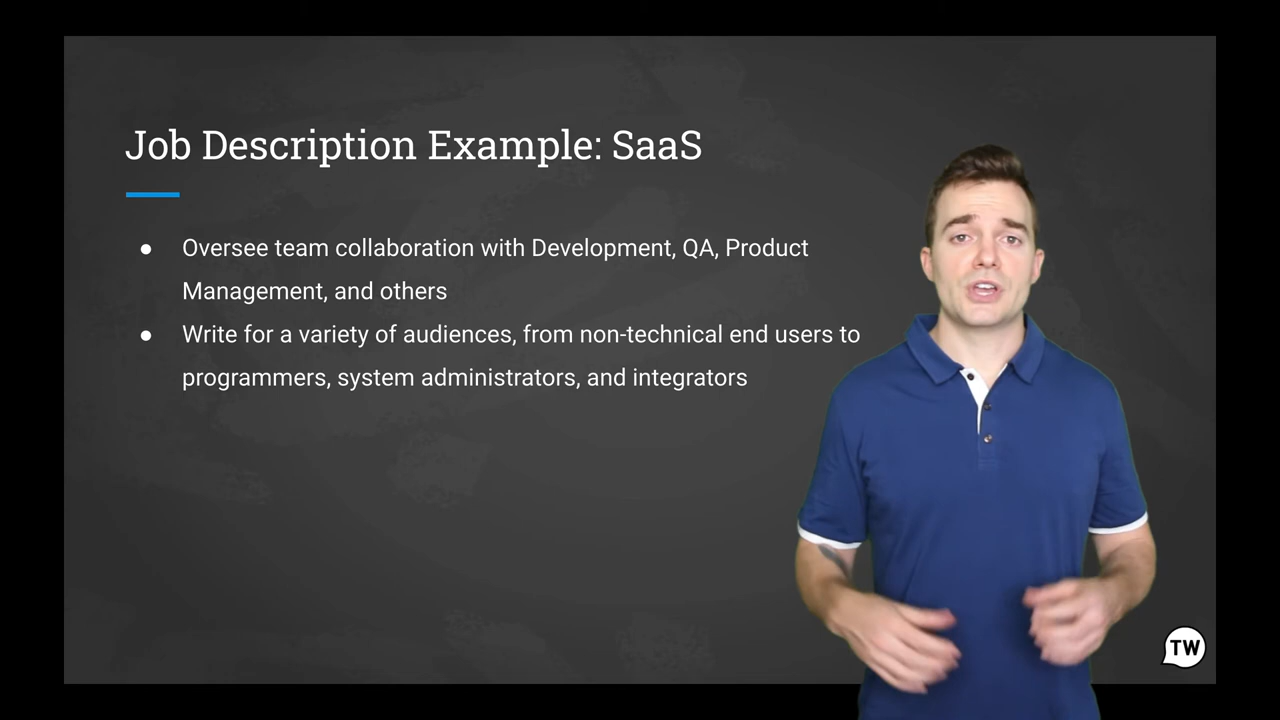 Job Description Example: SaaS
● Oversee team collaboration with Development, QA, Product
Management, and others
● Write for a variety of audiences, from non-technical end users to
programmers, system administrators, and integrators
TW